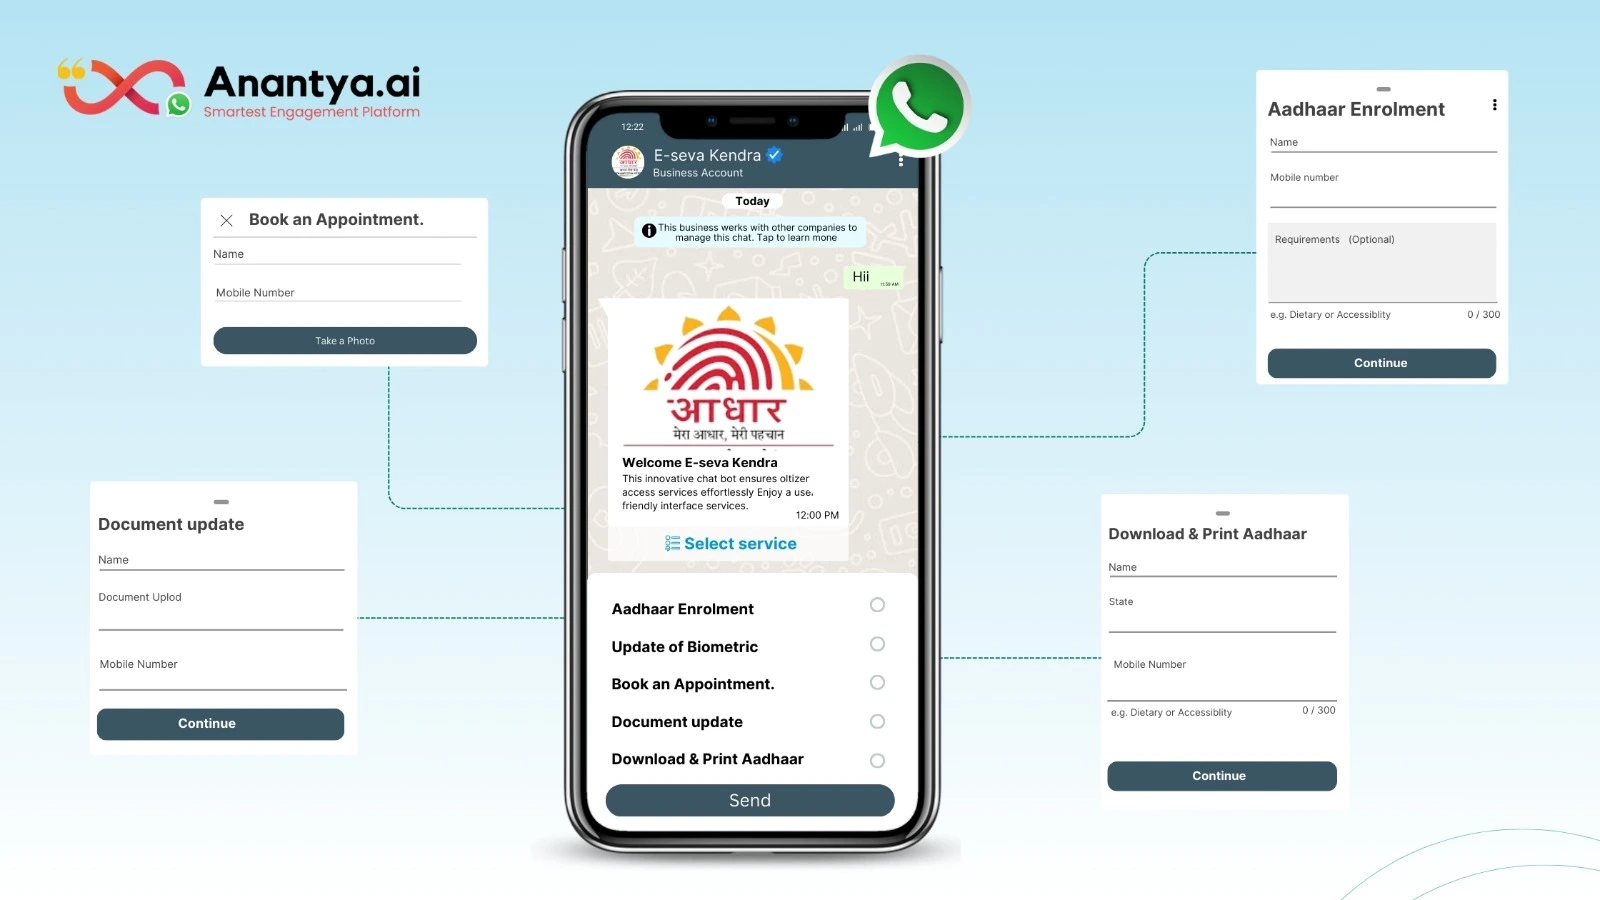 Anantya.ai
Smartest Engagement Platform
Book an Appointment.
Name
Mobile Number
Take a Photo
Document update
Name
Document Uplod
Mobile Number
Continue
12:22
E-seva Kendra
Business Account
Today
This business werks with other companies to
manage this chat. Tap to learn mone
Hii
11:59 AM
आधार
मेरा आधार, मेरी पहचान
Welcome E-seva Kendra
This innovative chat bot ensures oltizer
access services effortlessly Enjoy a use.
friendly interface services.
12:00 PM
Select service
Aadhaar Enrolment
Update of Biometric
Book an Appointment.
Document update
Download & Print Aadhaar
Send
Aadhaar Enrolment
Name
Mobile number
Requirements (Optional)
e.g. Dietary or Accessiblity 0 / 300
Continue
Download & Print Aadhaar
Name
State
Mobile Number
e.g. Dietary or Accessiblity 0 / 300
Continue